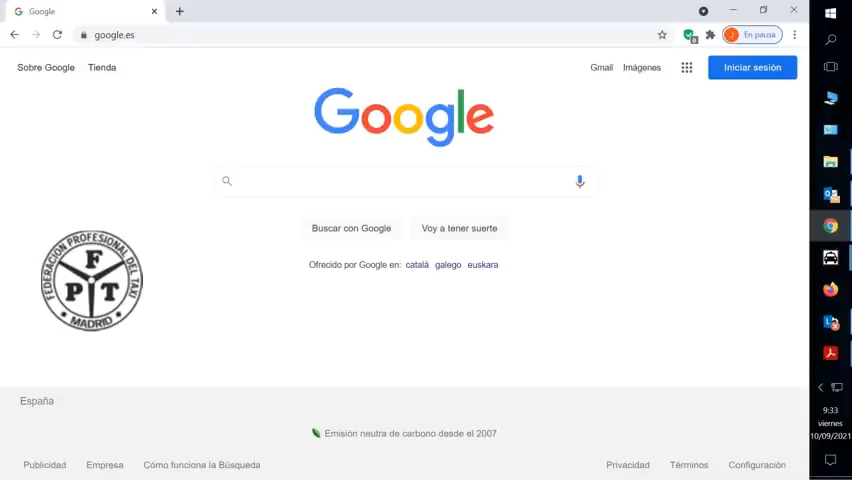 Google
google.es
En pausa
J
Sobre Google Tienda
Gmail Imágenes
Iniciar sesión
Google
Buscar con Google Voy a tener suerte
Ofrecido por Google en: catalá galego euskara
FEDERACION PROFESIONAL DEL TAXI
F
P T
• MADRID •
España
Emisión neutra de carbono desde el 2007
Publicidad Empresa Cómo funciona la Búsqueda
Privacidad Términos Configuración
9:33
viernes
10/09/2021